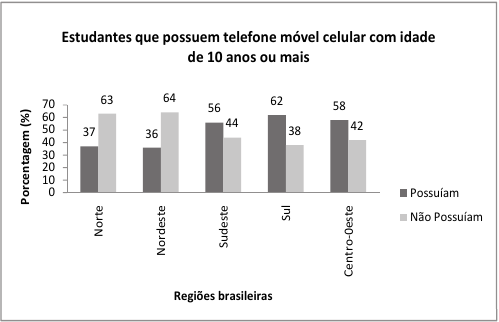 Estudantes que possuem telefone móvel celular com idade
de 10 anos ou mais
Porcentagem (%)
70
60
50
40
30
20
10
0
37
63
36
64
56
44
62
38
58
42
Norte
Nordeste
Sudeste
Sul
Centro-0este
Possuíam
Não Possuíam
Regiões brasileiras